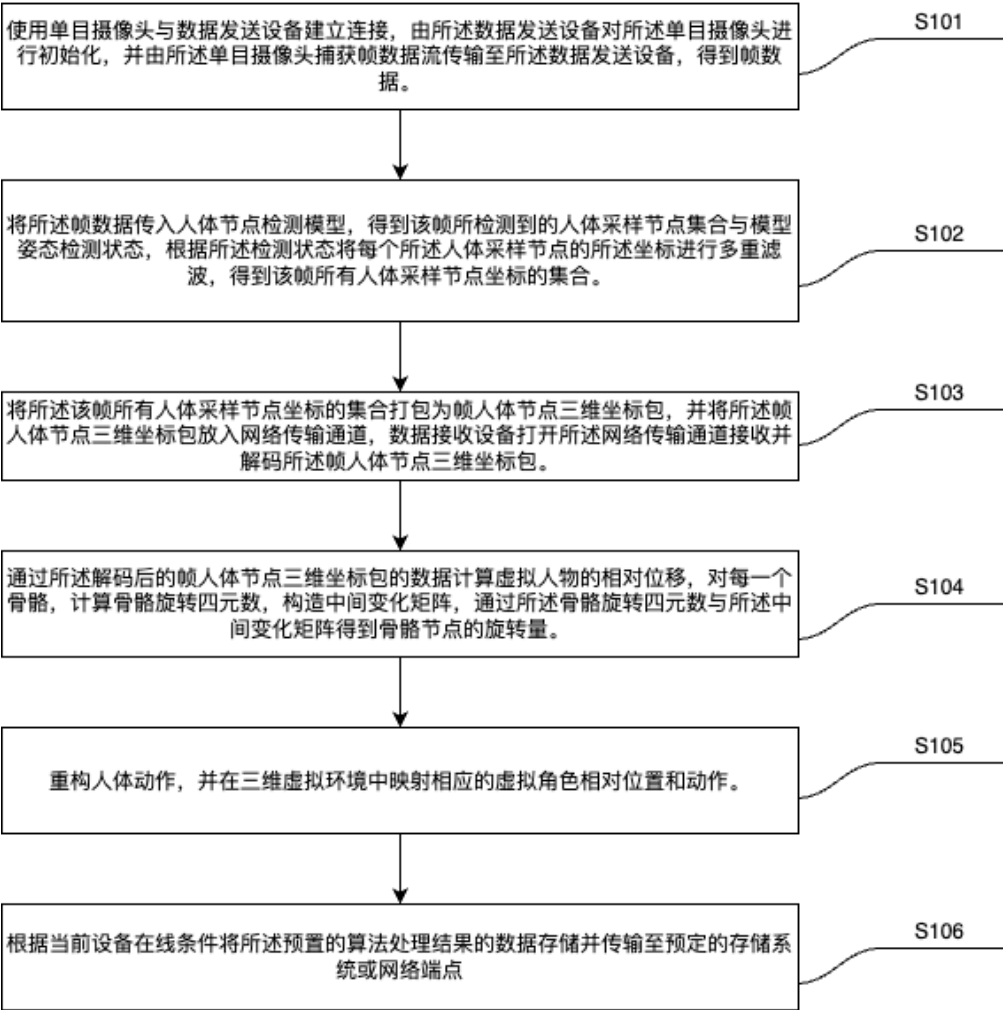 使用单目摄像头与数据发送设备建立连接，由所述数据发送设备对所述单目摄像头进
行初始化，并由所述单目摄像头捕获帧数据流传输至所述数据发送设备，得到帧数
据。
S101
将所述帧数据传入人体节点检测模型，得到该帧所检测到的人体采样节点集合与模型
姿态检测状态，根据所述检测状态将每个所述人体采样节点的所述坐标进行多重滤
波，得到该帧所有人体采样节点坐标的集合。
S102
将所述该帧所有人体采样节点坐标的集合打包为帧人体节点三维坐标包，并将所述帧
人体节点三维坐标包放入网络传输通道，数据接收设备打开所述网络传输通道接收并
解码所述帧人体节点三维坐标包。
S103
通过所述解码后的帧人体节点三维坐标包的数据计算虚拟人物的相对位移，对每一个
骨骼，计算骨骼旋转四元数，构造中间变化矩阵，通过所述骨骼旋转四元数与所述中
间变化矩阵得到骨骼节点的旋转量。
S104
重构人体动作，并在三维虚拟环境中映射相应的虚拟角色相对位置和动作。
S105
根据当前设备在线条件将所述预置的算法处理结果的数据存储并传输至预定的存储系
统或网络端点
S106